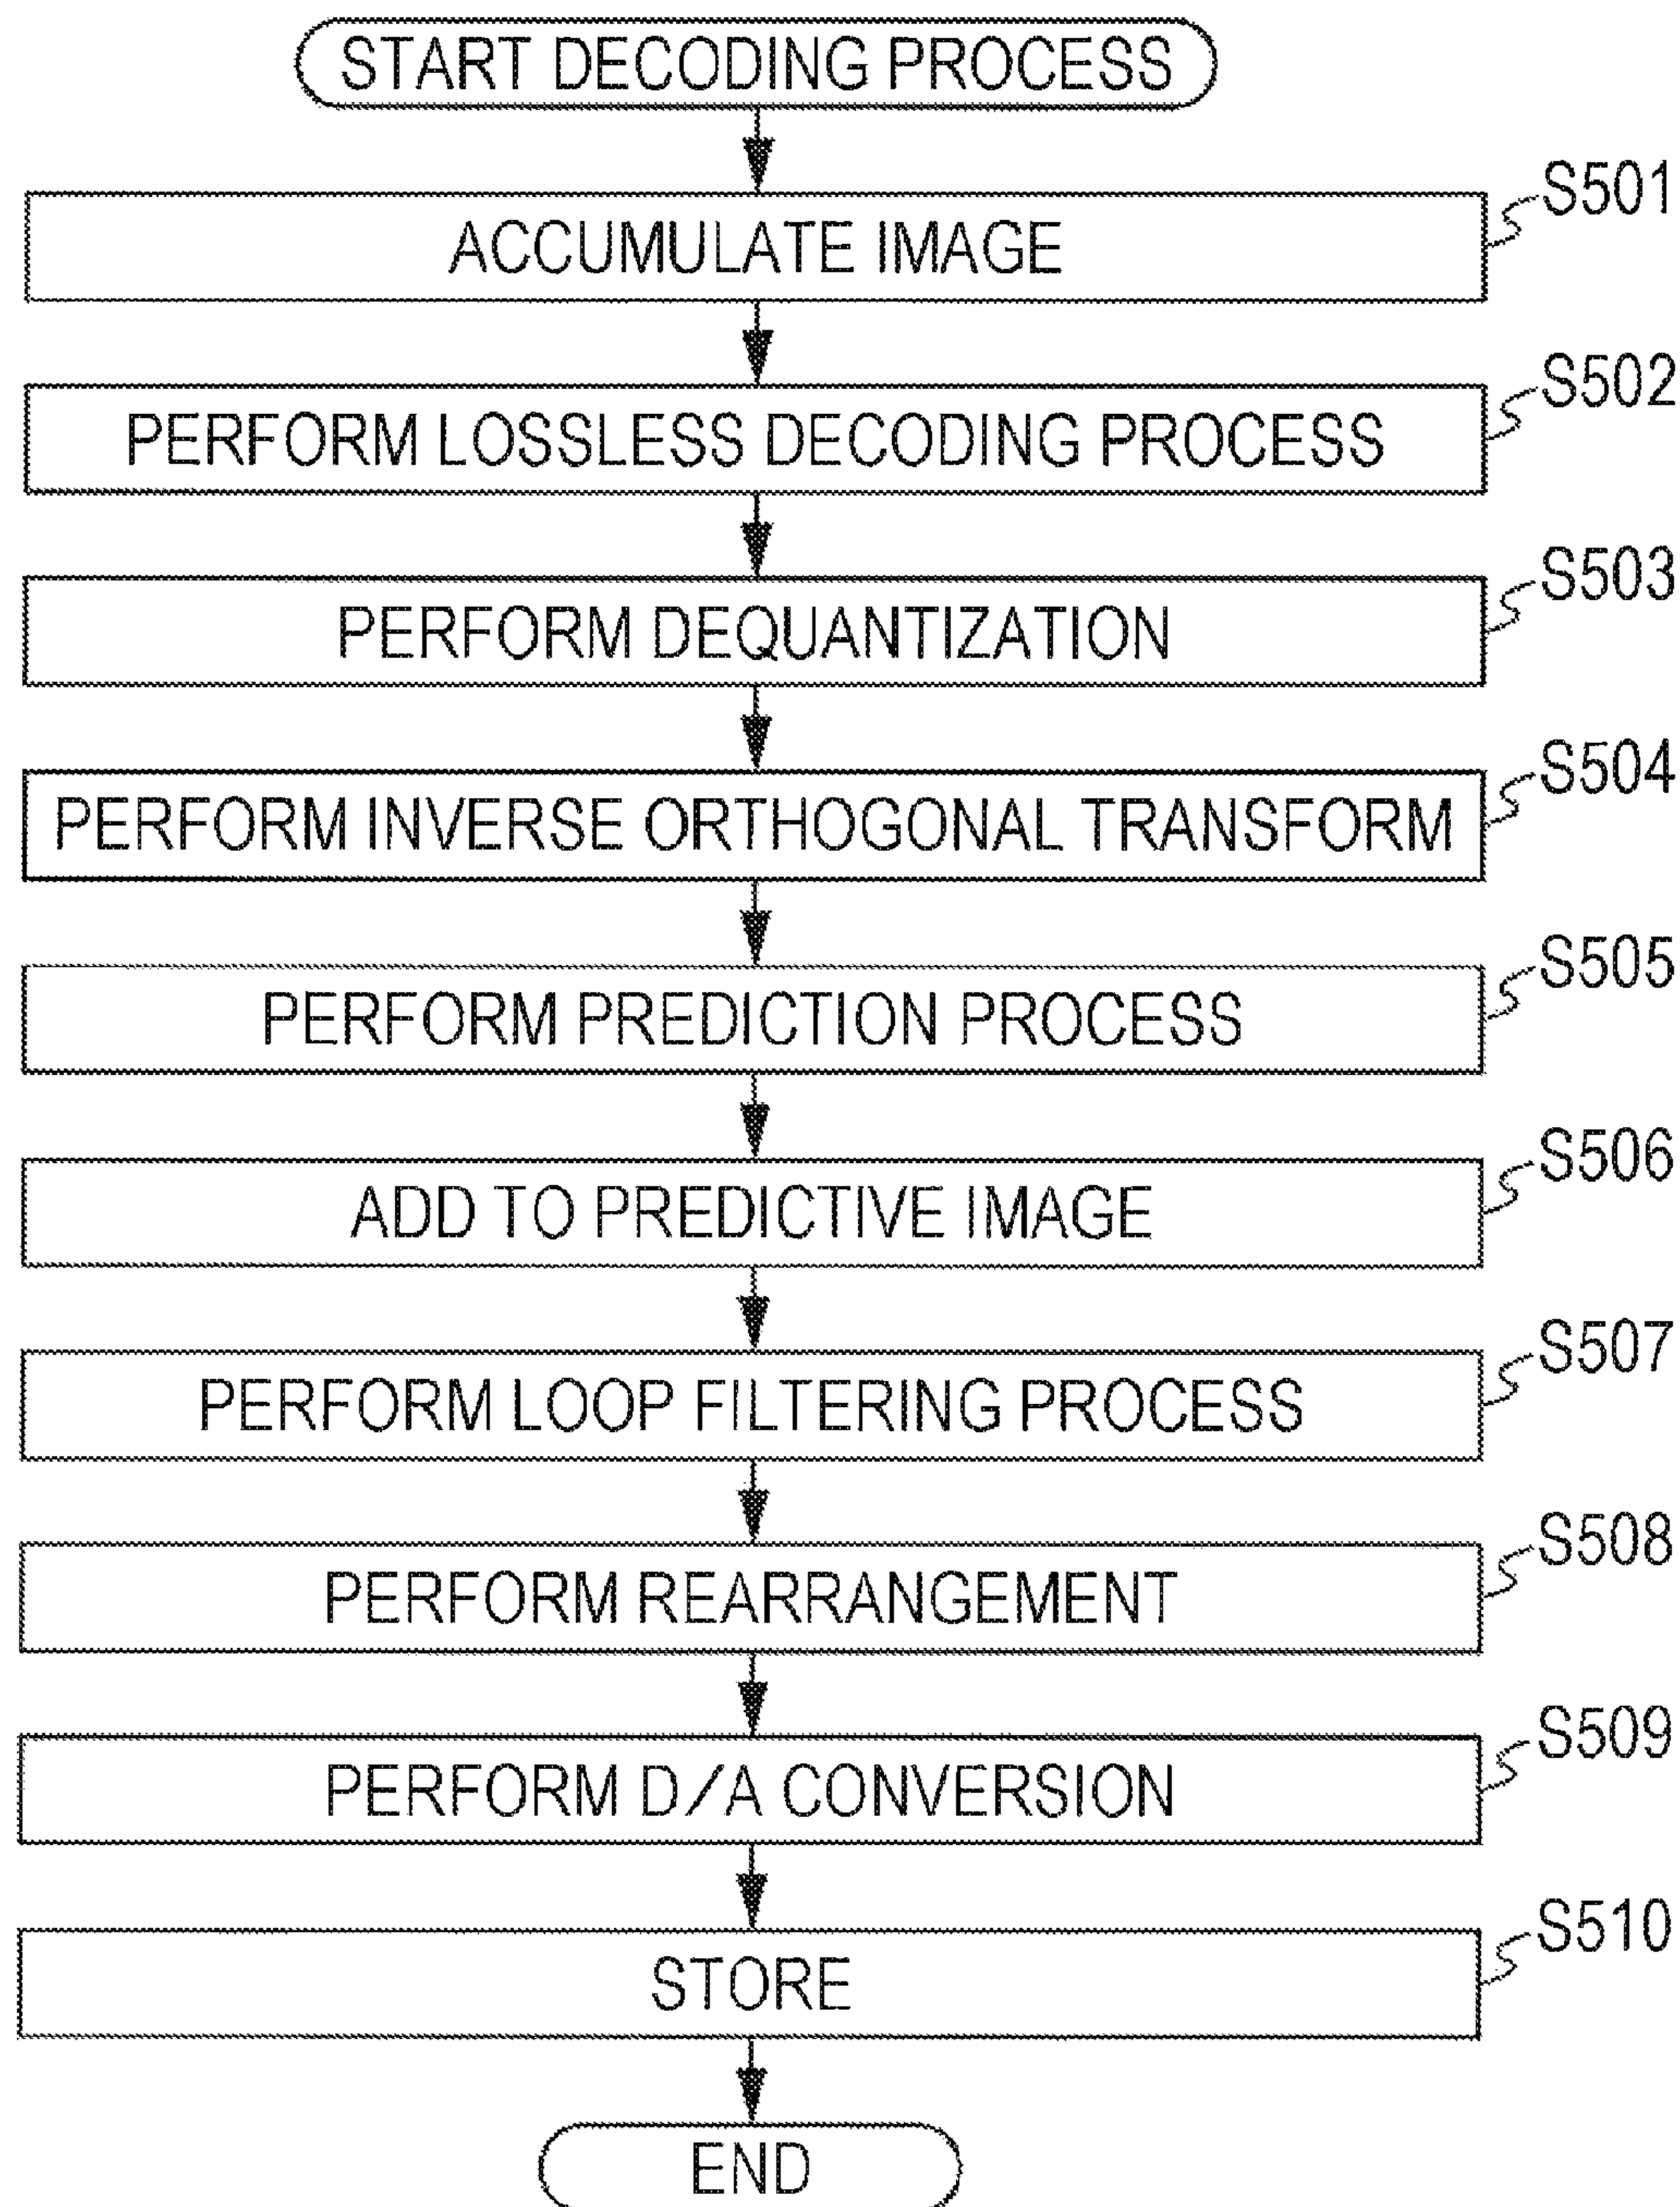 START DECODING PROCESS
S501
ACCUMULATE IMAGE
S502
PERFORM LOSSLESS DECODING PROCESS
S503
PERFORM DEQUANTIZATION
S504
PERFORM INVERSE ORTHOGONAL TRANSFORM
S505
PERFORM PREDICTION PROCESS
S506
ADD TO PREDICTIVE IMAGE
S507
PERFORM LOOP FILTERING PROCESS
S508
PERFORM REARRANGEMENT
S509
PERFORM D/A CONVERSION
S510
STORE
END